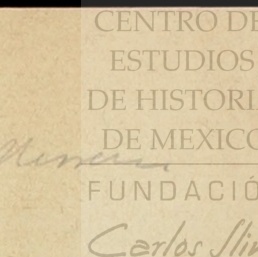 CENTRO DE
ESTUDIOS
DE HISTORI
DE MEXICO
FUNDACIÓ
Carlos Slim